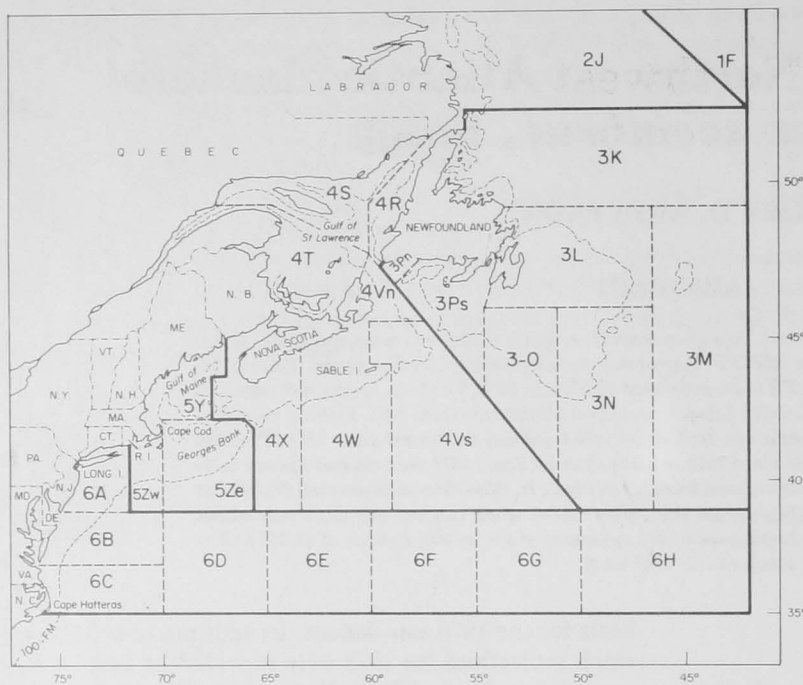 2J
1F
LABRADOR
QUEBEC
3K
50°
4S
4R
Gulf of
St Lawrence
NEWFOUNDLAND
3L
4T
3Pn
4Vn
3Ps
N. B.
45°
ME.
NOVA SCOTIA
VT.
SABLE I.
3-O
3M
3N
N.Y.
N.H.
Gulf of
Maine
5Y
MA.
Cape Cod
4X
4W
4Vs
CT.
R.I.
Georges Bank
PA.
LONG I.
40°
N.J.
6A
5Zw
5Ze
MD
DE
6B
6D
6E
6F
6G
6H
VA.
6C
N.C.
Cape Hatteras
35°
100-FM
75°
70°
65°
60°
55°
50°
45°